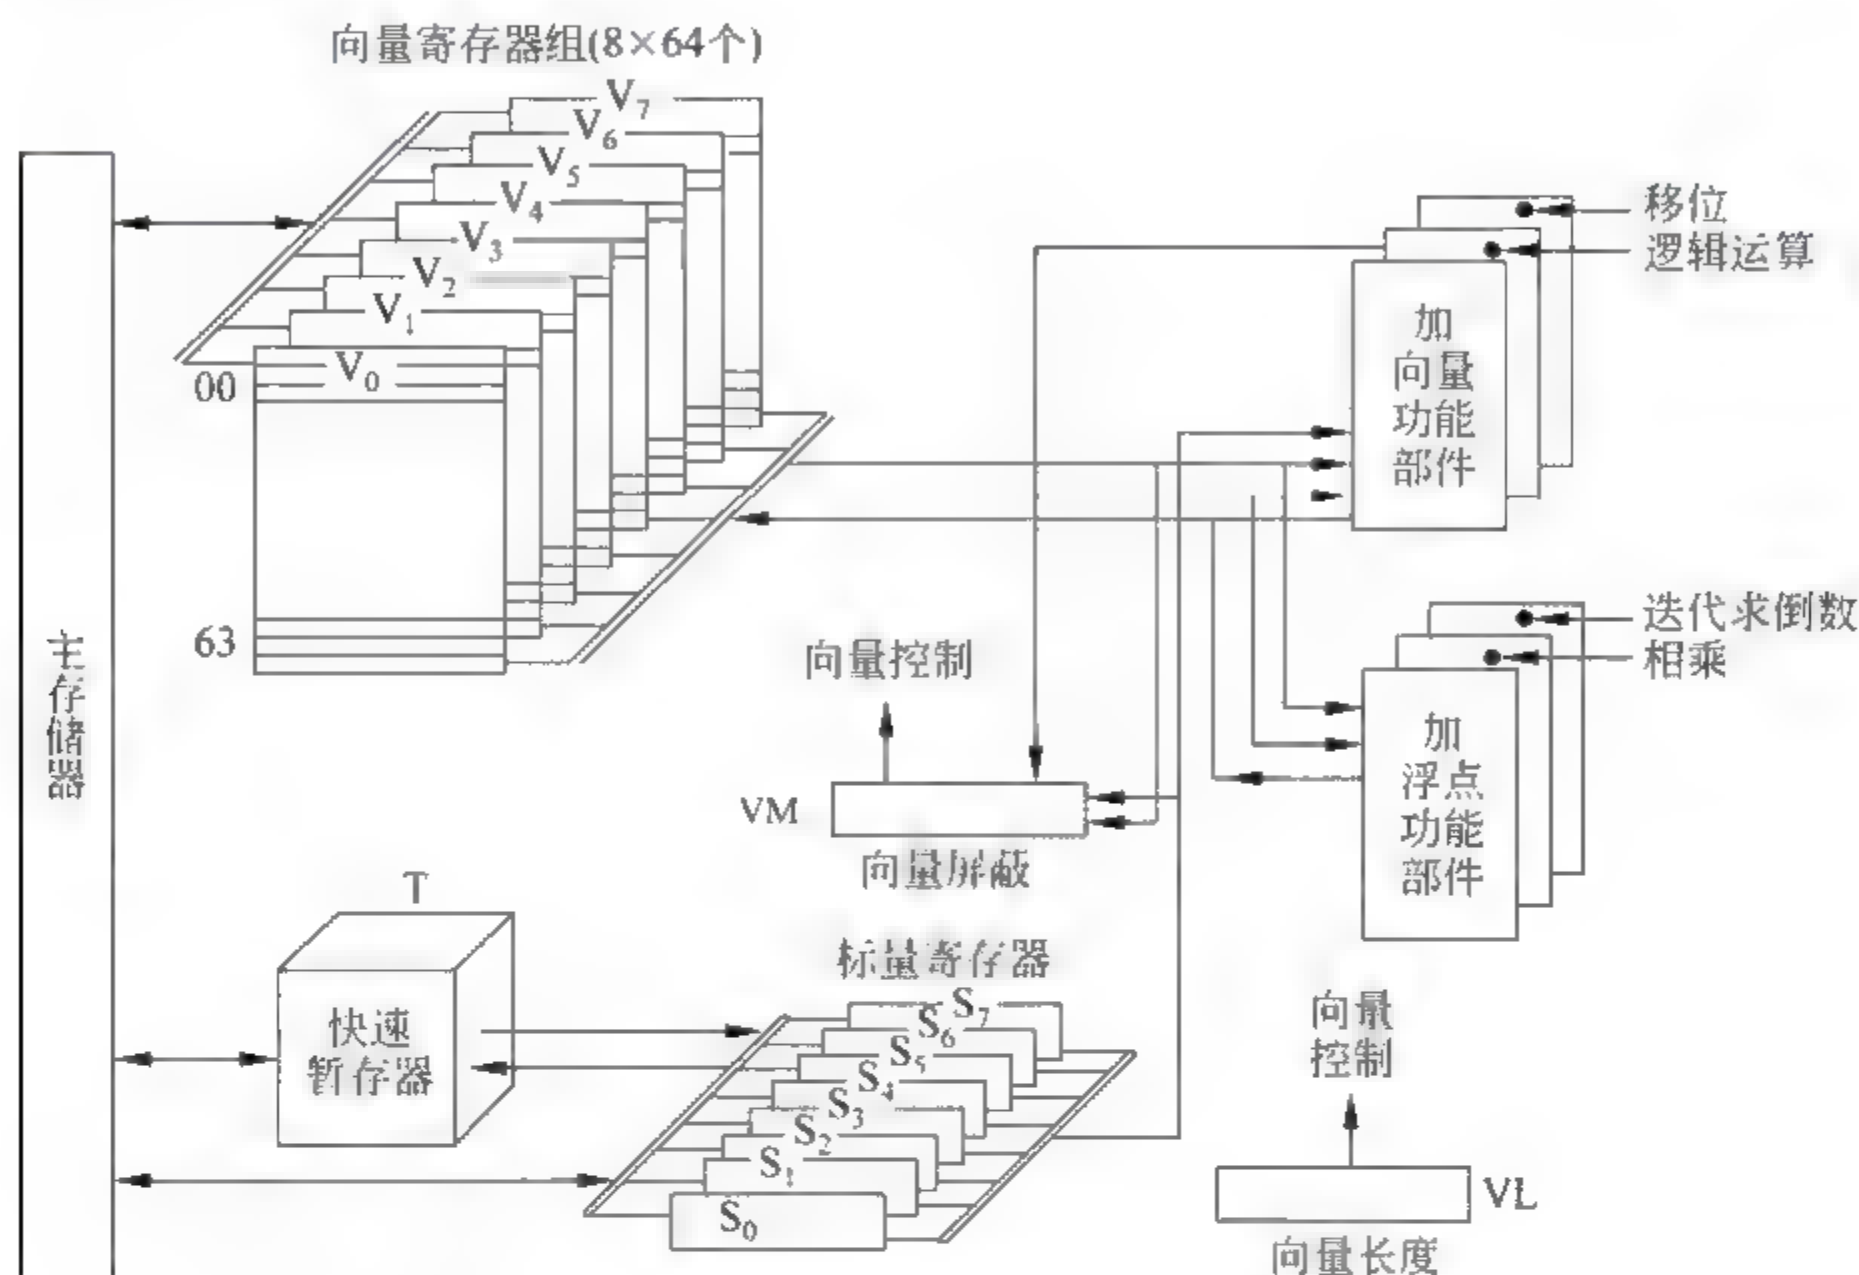 向量寄存器组(8×64个)
V7
V6
V5
V4
V3
V2
V1
V0
00
63
主存储器
移位
逻辑运算
加
向量
功能
部件
迭代求倒数
相乘
加
浮点
功能
部件
向量控制
VM
向量屏蔽
T
快速
暂存器
标量寄存器
S7
S6
S5
S4
S3
S2
S1
S0
向量
控制
VL
向量长度